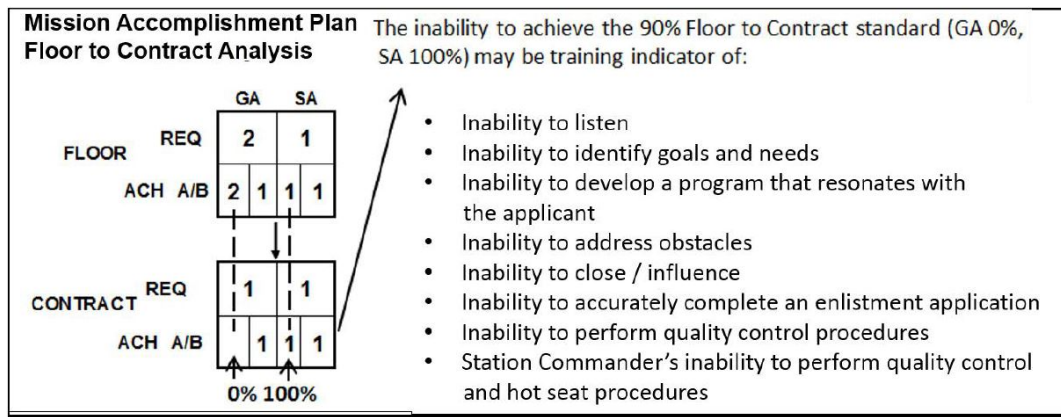 Mission Accomplishment Plan
Floor to Contract Analysis
The inability to achieve the 90% Floor to Contract standard (GA 0%,
SA 100%) may be training indicator of:
GA SA
FLOOR REQ 2 1
ACH A/B 2 1 1 1
CONTRACT REQ 1 1
ACH A/B 1 1 1
0% 100%
• Inability to listen
• Inability to identify goals and needs
• Inability to develop a program that resonates with
the applicant
• Inability to address obstacles
• Inability to close / influence
• Inability to accurately complete an enlistment application
• Inability to perform quality control procedures
• Station Commander's inability to perform quality control
and hot seat procedures